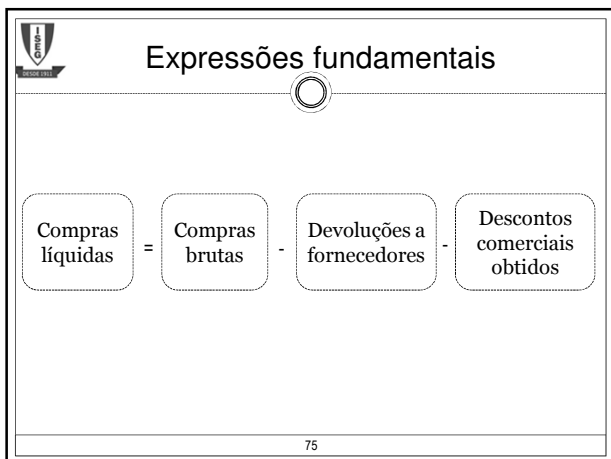 ISEG
DESDE 1911
Expressões fundamentais
Compras
líquidas
=
Compras
brutas
-
Devoluções a
fornecedores
-
Descontos
comerciais
obtidos
75